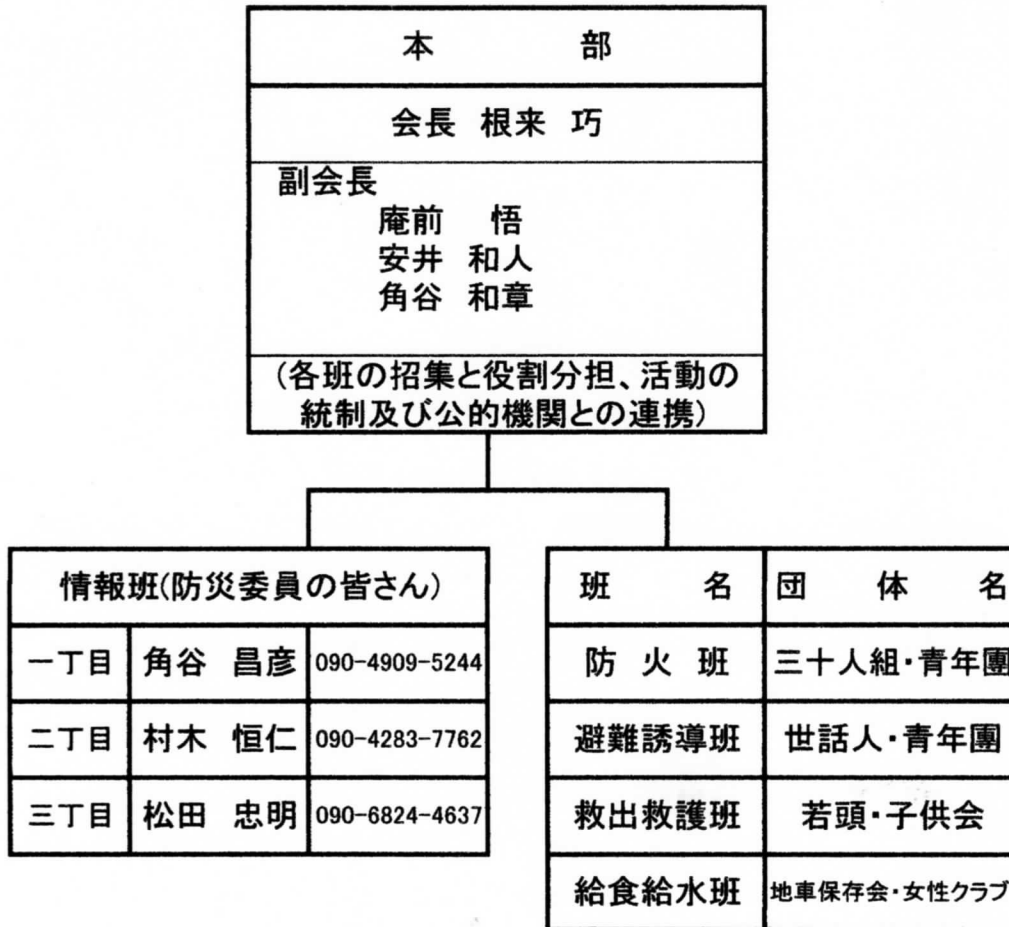 本 部
会長 根来 巧
副会長
庵前 悟
安井 和人
角谷 和章
(各班の招集と役割分担、活動の
統制及び公的機関との連携)
情報班(防災委員の皆さん)
一丁目 角谷 昌彦 090-4909-5244
二丁目 村木 恒仁 090-4283-7762
三丁目 松田 忠明 090-6824-4637
班 名 団 体 名
防 火 班 三十人組・青年團
避難誘導班 世話人・青年團
救出救護班 若頭・子供会
給食給水班 地車保存会・女性クラブ